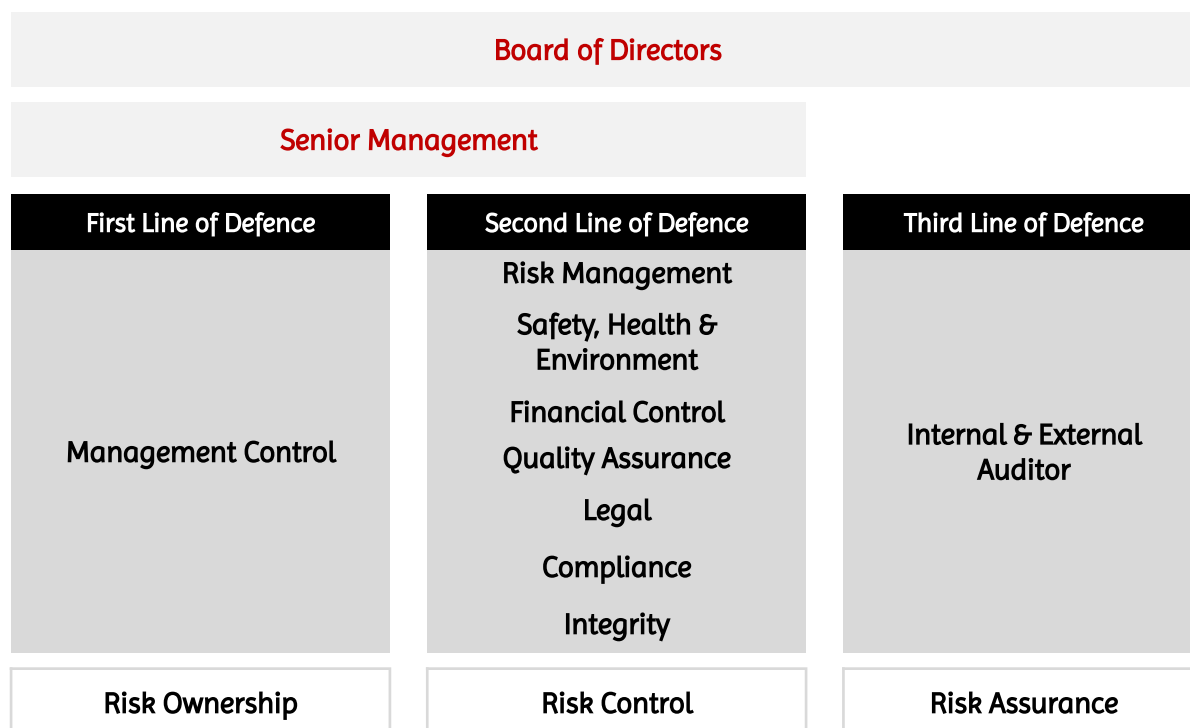 Board of Directors
Senior Management
First Line of Defence
Management Control
Risk Ownership
Second Line of Defence
Risk Management
Safety, Health &
Environment
Financial Control
Quality Assurance
Legal
Compliance
Integrity
Risk Control
Third Line of Defence
Internal & External
Auditor
Risk Assurance